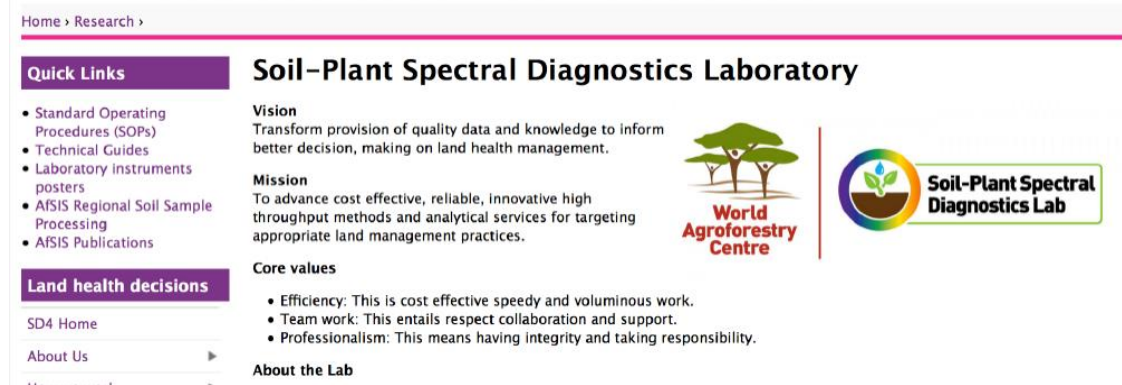 Home › Research ›
Quick Links
• Standard Operating
Procedures (SOPs)
• Technical Guides
• Laboratory instruments
posters
• AfSIS Regional Soil Sample
Processing
• AfSIS Publications
Land health decisions
SD4 Home
About Us
Soil-Plant Spectral Diagnostics Laboratory
Vision
Transform provision of quality data and knowledge to inform
better decision, making on land health management.
Mission
To advance cost effective, reliable, innovative high
throughput methods and analytical services for targeting
appropriate land management practices.
World
Agroforestry
Centre
Soil-Plant Spectral
Diagnostics Lab
Core values
• Efficiency: This is cost effective speedy and voluminous work.
• Team work: This entails respect collaboration and support.
• Professionalism: This means having integrity and taking responsibility.
About the Lab